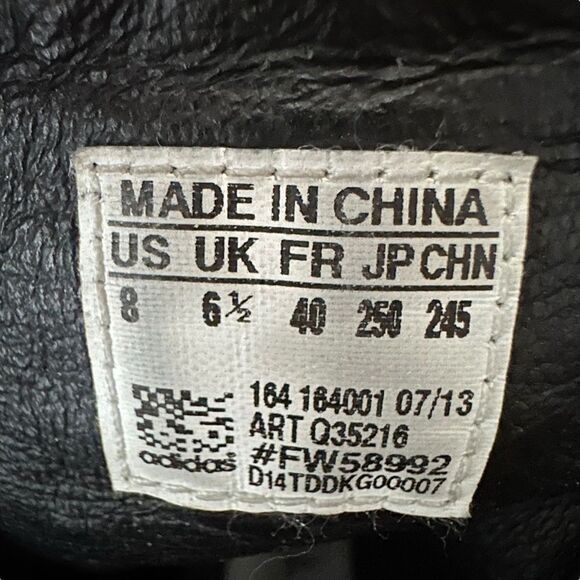 MADE IN CHINA
US UK FR JP CHN
8 6½ 40 250 245
164 164001 07/13
ART Q35216
#FW58992
adidas
D14TDDKG00007